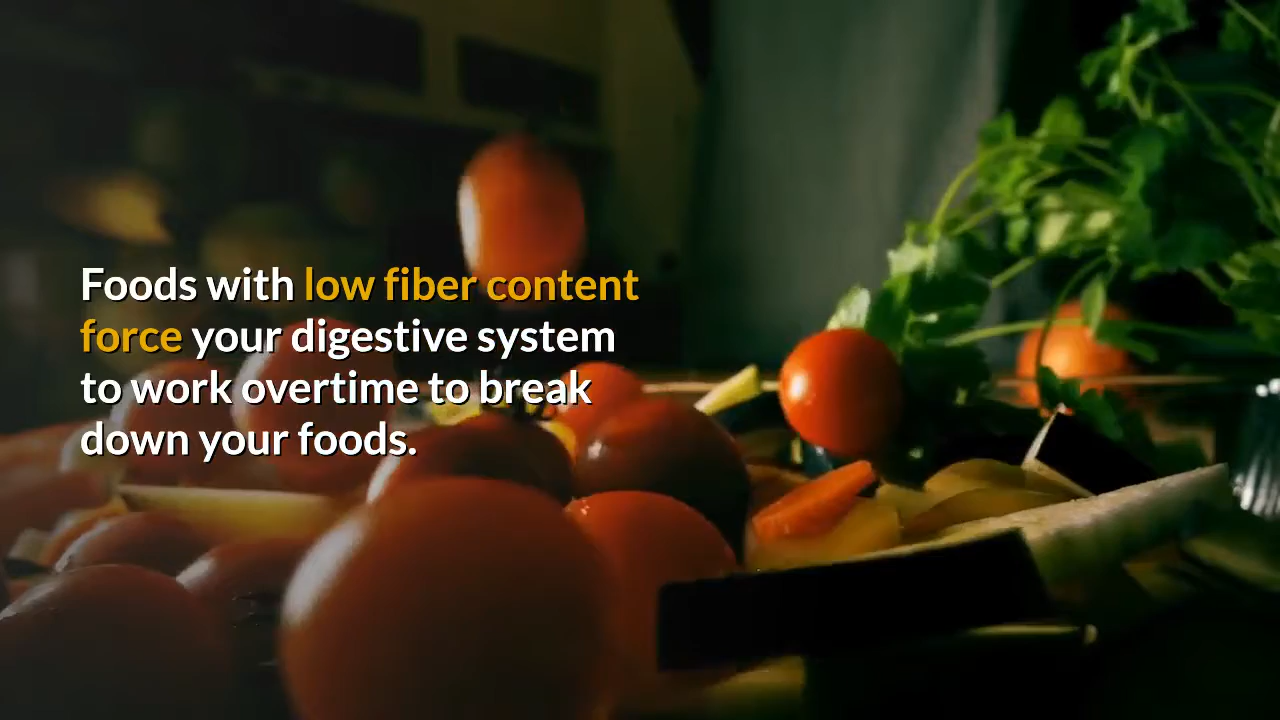 Foods with low fiber content
force your digestive system
to work overtime to break
down your foods.